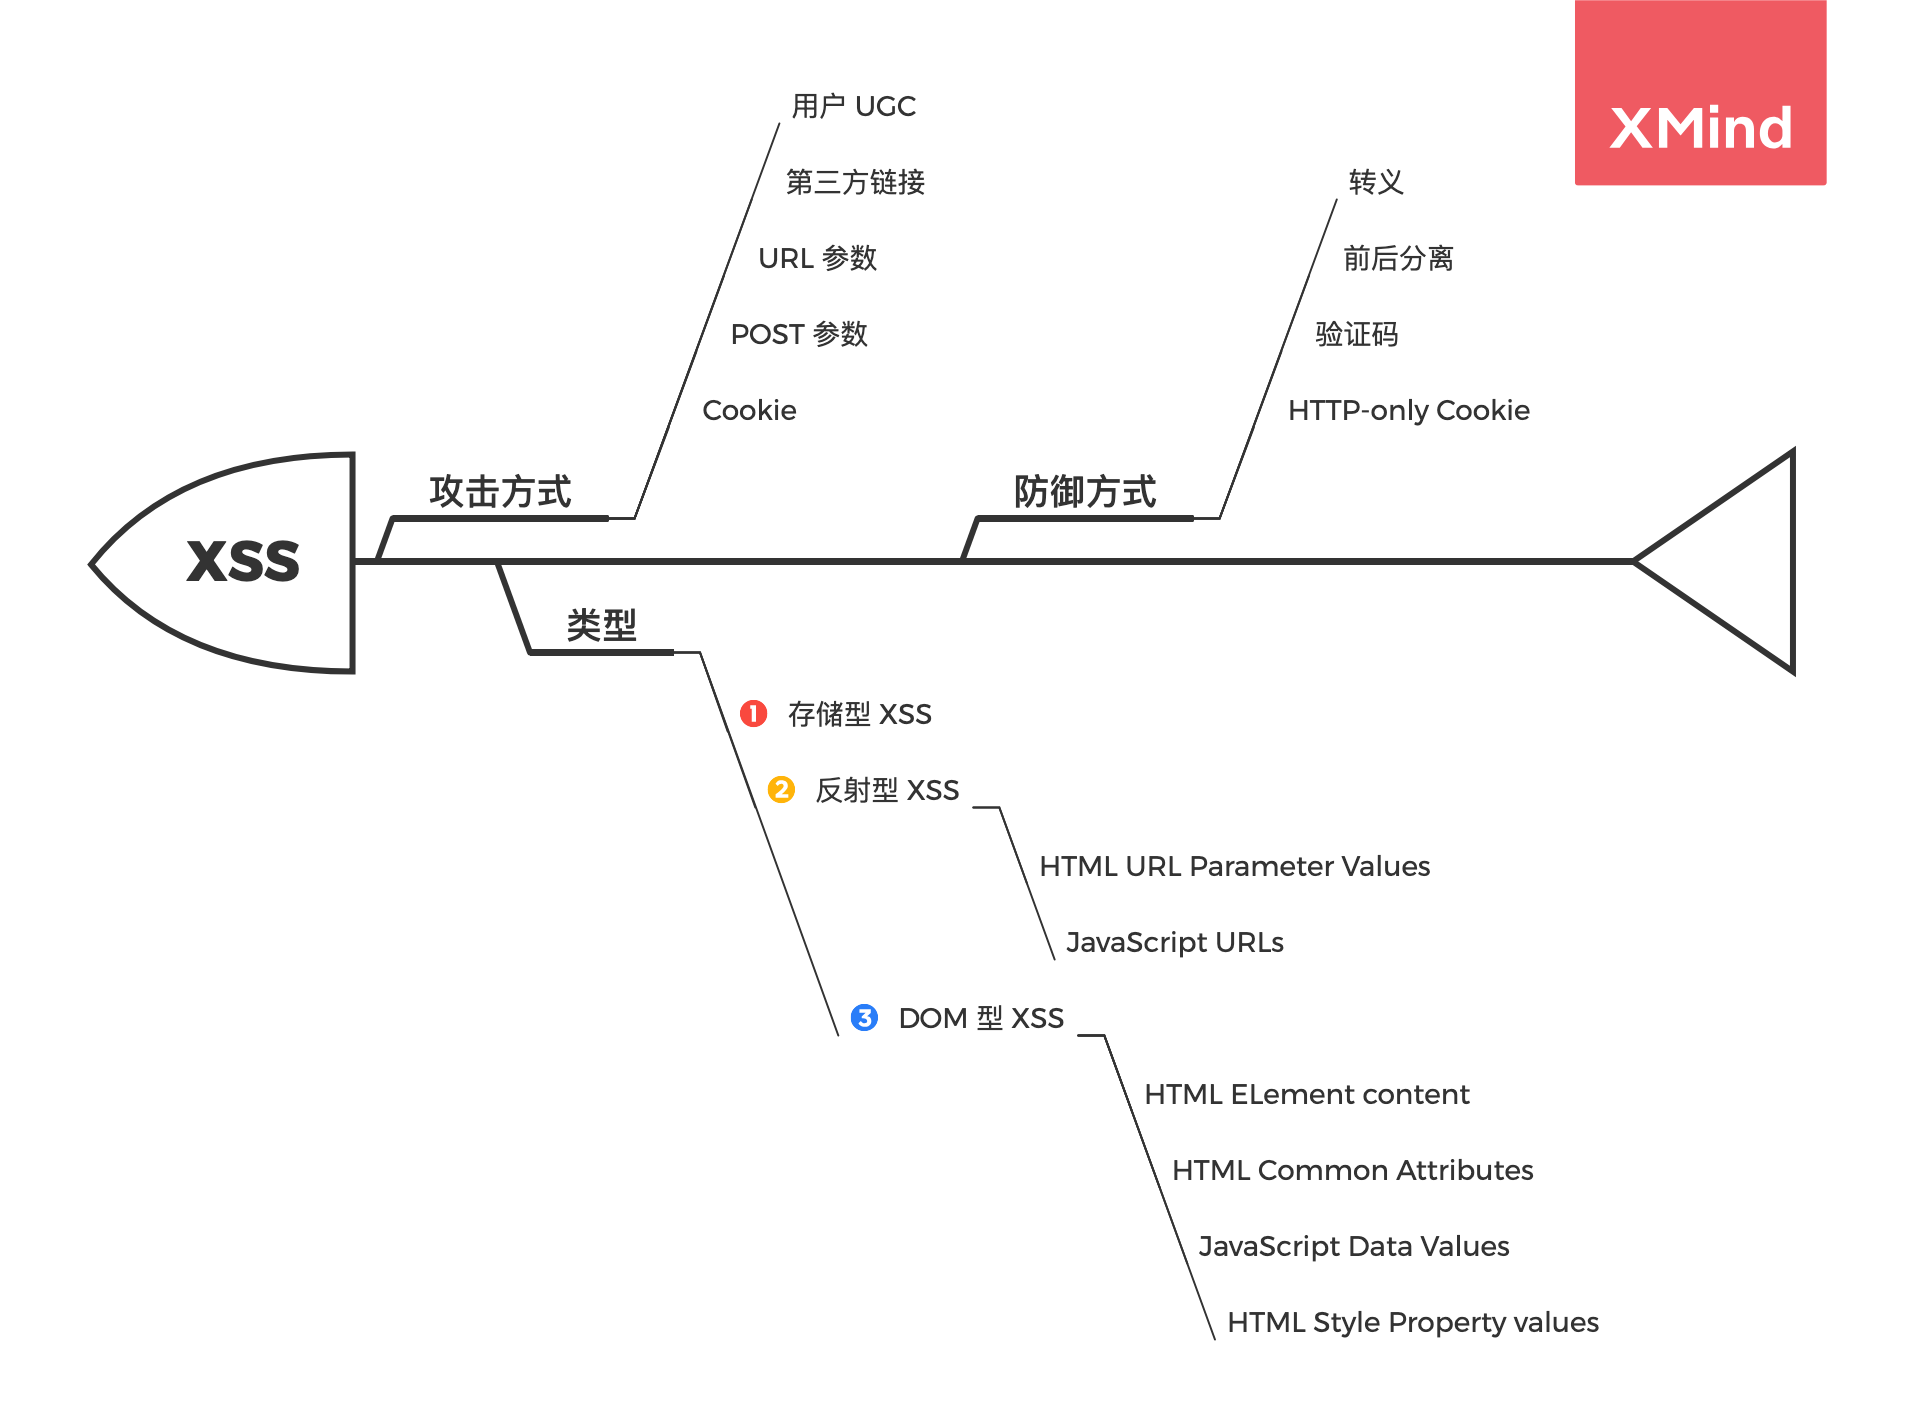 XMind
XSS
攻击方式
用户 UGC
第三方链接
URL 参数
POST 参数
Cookie
防御方式
转义
前后分离
验证码
HTTP-only Cookie
类型
1 存储型 XSS
2 反射型 XSS
HTML URL Parameter Values
JavaScript URLs
3 DOM 型 XSS
HTML ELement content
HTML Common Attributes
JavaScript Data Values
HTML Style Property values